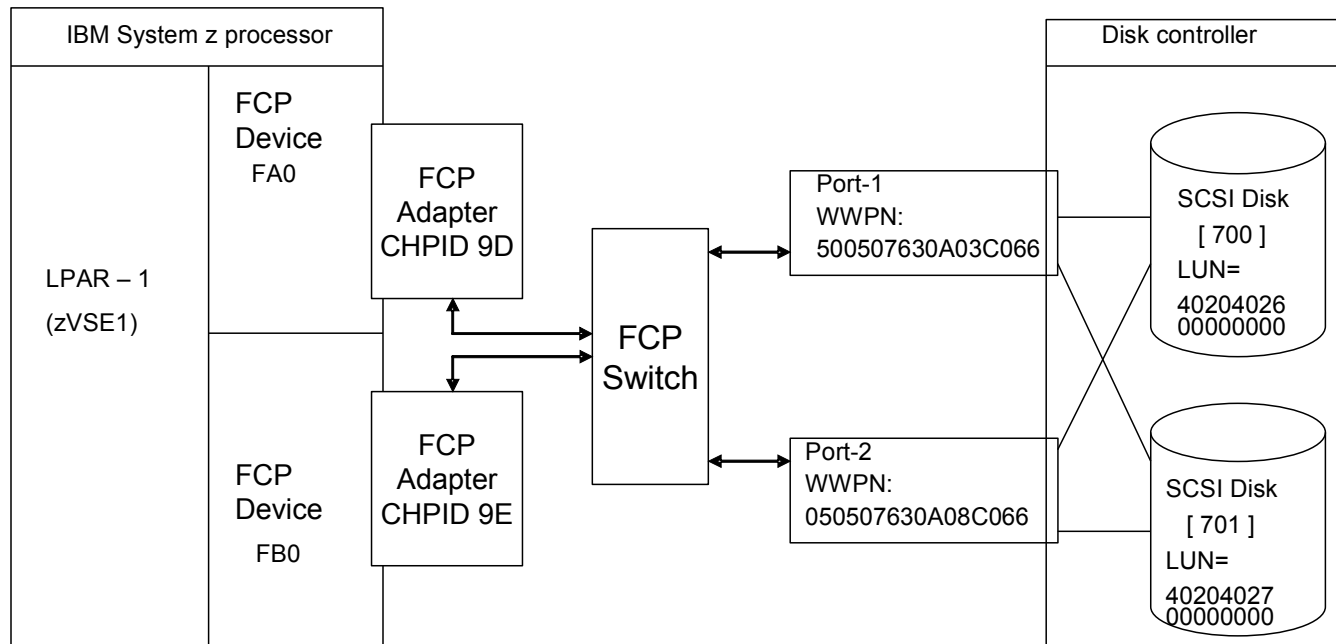 IBM System z processor
Disk controller
LPAR – 1
(zVSE1)
FCP
Device
FA0
FCP
Device
FB0
FCP
Adapter
CHPID 9D
FCP
Adapter
CHPID 9E
FCP
Switch
Port-1
WWPN:
500507630A03C066
Port-2
WWPN:
050507630A08C066
SCSI Disk
[ 700 ]
LUN=
40204026
00000000
SCSI Disk
[ 701 ]
LUN=
40204027
00000000